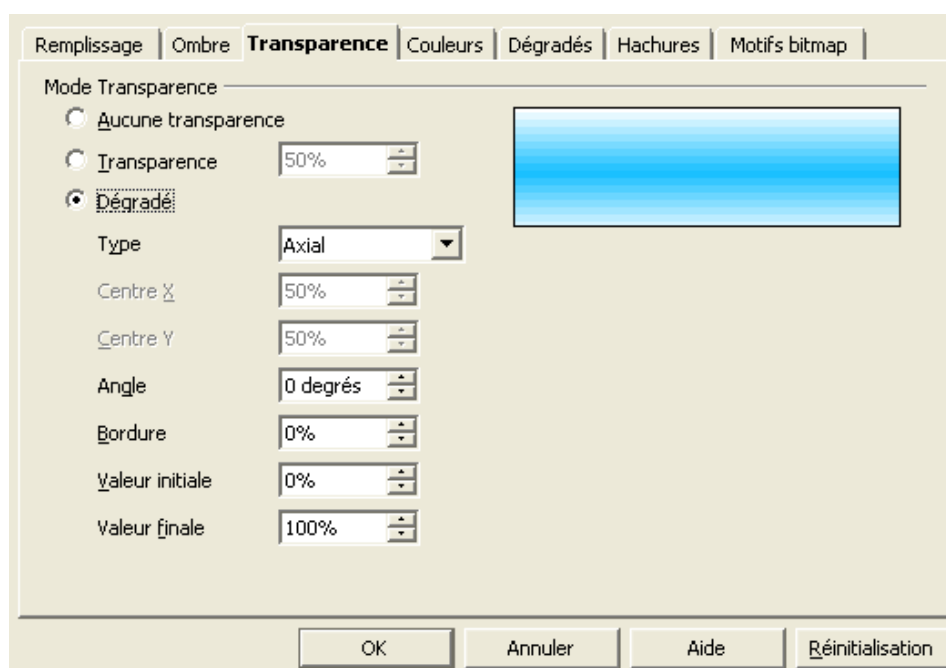 Remplissage Ombre Transparence Couleurs Dégradés Hachures Motifs bitmap
Mode Transparence
Aucune transparence
Transparence 50%
Dégradé
Type Axial
Centre X 50%
Centre Y 50%
Angle 0 degrés
Bordure 0%
Valeur initiale 0%
Valeur finale 100%
OK Annuler Aide Réinitialisation